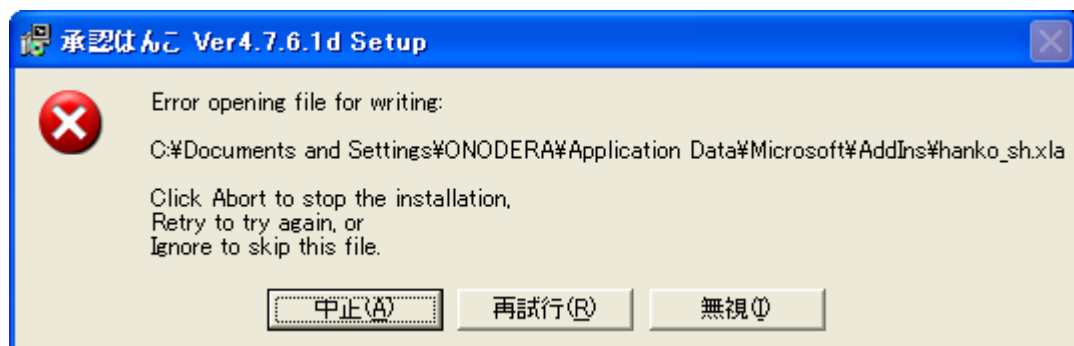 承認はんこ Ver4.7.6.1d Setup
Error opening file for writing:
C:¥Documents and Settings¥ONODERA¥Application Data¥Microsoft¥AddIns¥hanko_sh.xla
Click Abort to stop the installation,
Retry to try again, or
Ignore to skip this file.
中止(A) 再試行(R) 無視(I)